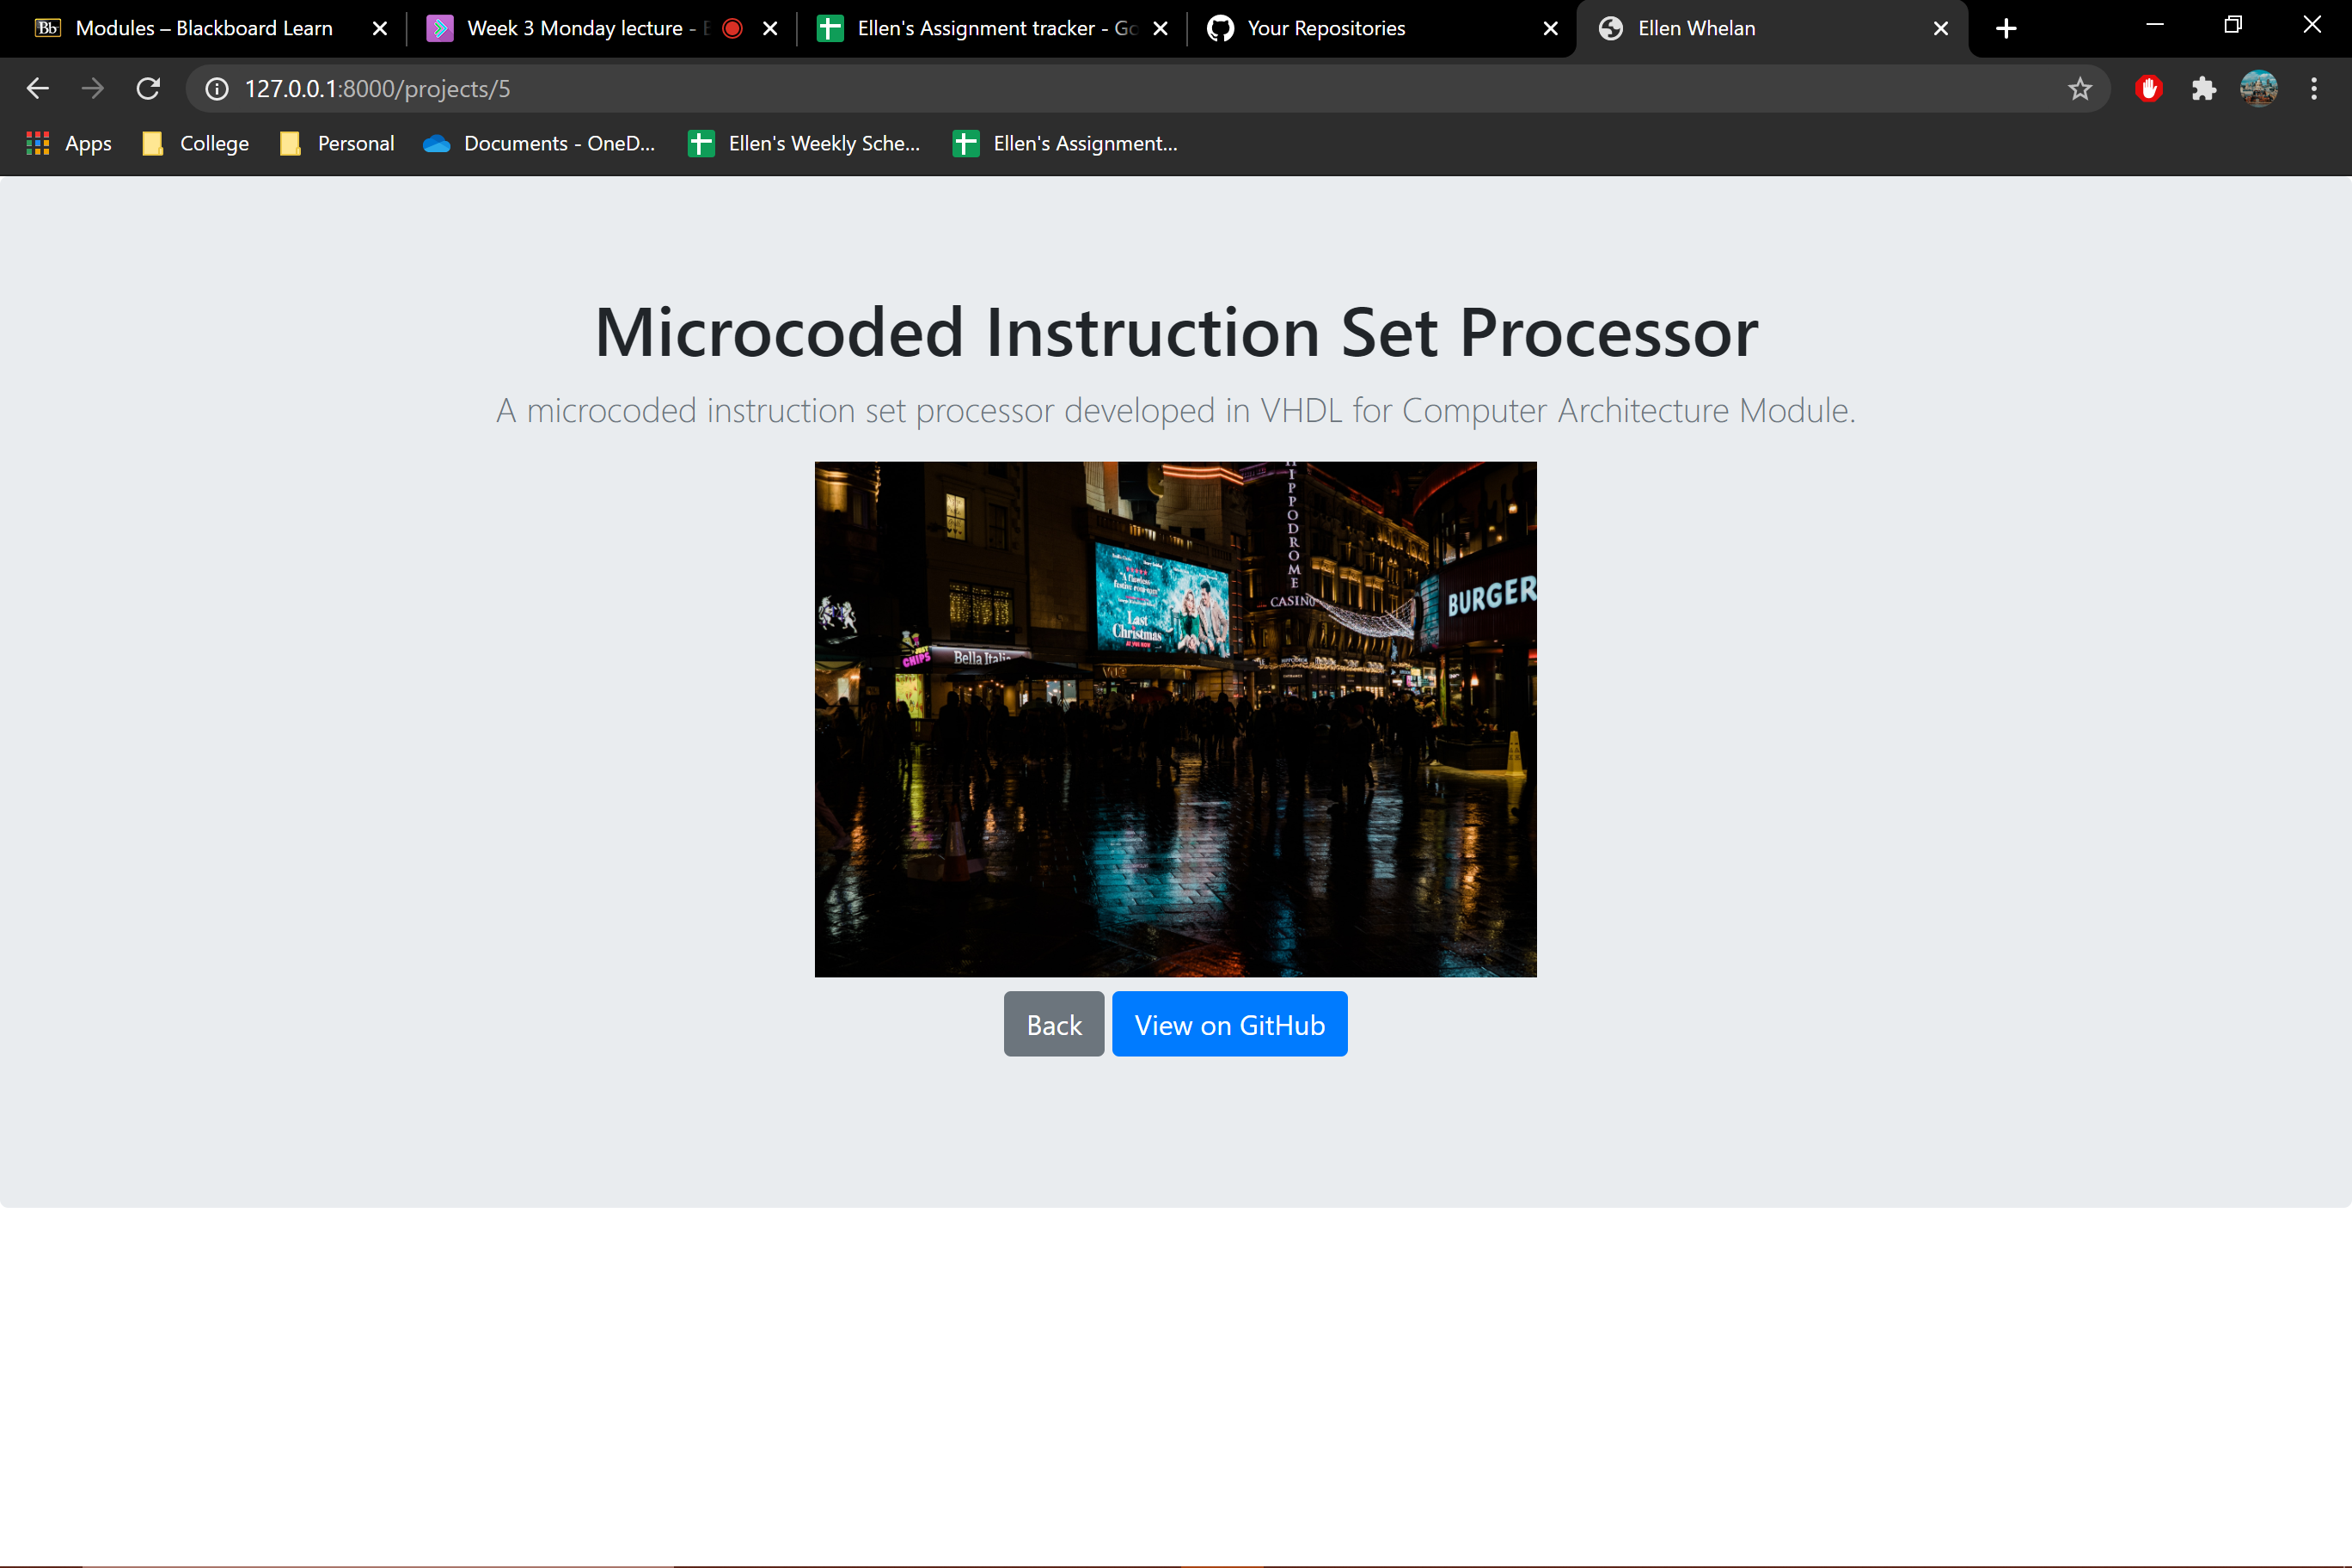 Modules – Blackboard Learn
Week 3 Monday lecture -
Ellen's Assignment tracker - Go
Your Repositories
Ellen Whelan
127.0.0.1:8000/projects/5
Apps
College
Personal
Documents - OneD...
Ellen's Weekly Sche...
Ellen's Assignment...
Microcoded Instruction Set Processor
A microcoded instruction set processor developed in VHDL for Computer Architecture Module.
HIPPODROME
CASINO
BURGER
Last
Christmas
JUST
CHIPS
Bella Italia
VUE
Back
View on GitHub